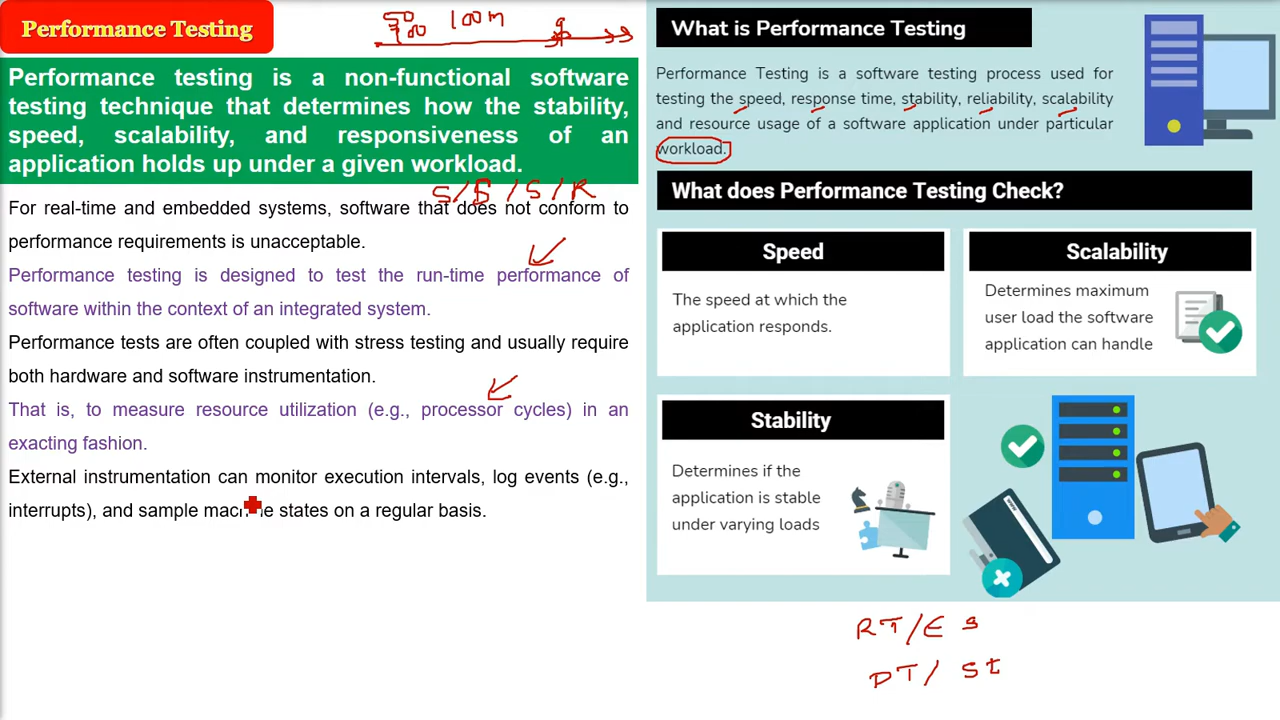 Performance Testing
100m
Performance testing is a non-functional software
testing technique that determines how the stability,
speed, scalability, and responsiveness of an
application holds up under a given workload.
S/S/S/R
For real-time and embedded systems, software that does not conform to
performance requirements is unacceptable.
Performance testing is designed to test the run-time performance of
software within the context of an integrated system.
Performance tests are often coupled with stress testing and usually require
both hardware and software instrumentation.
That is, to measure resource utilization (e.g., processor cycles) in an
exacting fashion.
External instrumentation can monitor execution intervals, log events (e.g.,
interrupts), and sample states on a regular basis.
What is Performance Testing
Performance Testing is a software testing process used for
testing the speed, response time, stability, reliability, scalability
and resource usage of a software application under particular
workload.
What does Performance Testing Check?
Speed
The speed at which the
application responds.
Scalability
Determines maximum
user load the software
application can handle
Stability
Determines if the
application is stable
under varying loads
RT/E S
PT/ St